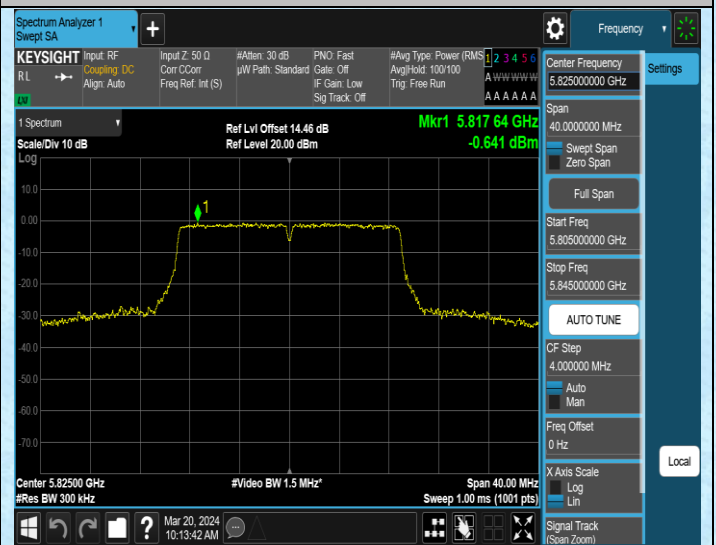 Spectrum Analyzer 1
Swept SA
Frequency
KEYSIGHT
RL
LXI
Input: RF
Coupling: DC
Align: Auto
Input Z: 50 Ω
Corr CCorr
Freq Ref: Int (S)
#Atten: 30 dB
µW Path: Standard
PNO: Fast
Gate: Off
IF Gain: Low
Sig Track: Off
#Avg Type: Power (RMS
Avg|Hold: 100/100
Trig: Free Run
1 2 3 4 5 6
A W W W W W
A A A A A A
1 Spectrum
Scale/Div 10 dB
Ref Lvl Offset 14.46 dB
Ref Level 20.00 dBm
Mkr1 5.817 64 GHz
-0.641 dBm
Log
10.0
0.00
-10.0
-20.0
-30.0
-40.0
-50.0
-60.0
-70.0
1
Center 5.82500 GHz
#Res BW 300 kHz
#Video BW 1.5 MHz*
Span 40.00 MHz
Sweep 1.00 ms (1001 pts)
Center Frequency
5.825000000 GHz
Settings
Span
40.0000000 MHz
Swept Span
Zero Span
Full Span
Start Freq
5.805000000 GHz
Stop Freq
5.845000000 GHz
AUTO TUNE
CF Step
4.000000 MHz
Auto
Man
Freq Offset
0 Hz
X Axis Scale
Log
Lin
Local
Signal Track
(Span Zoom)
?
Mar 20, 2024
10:13:42 AM